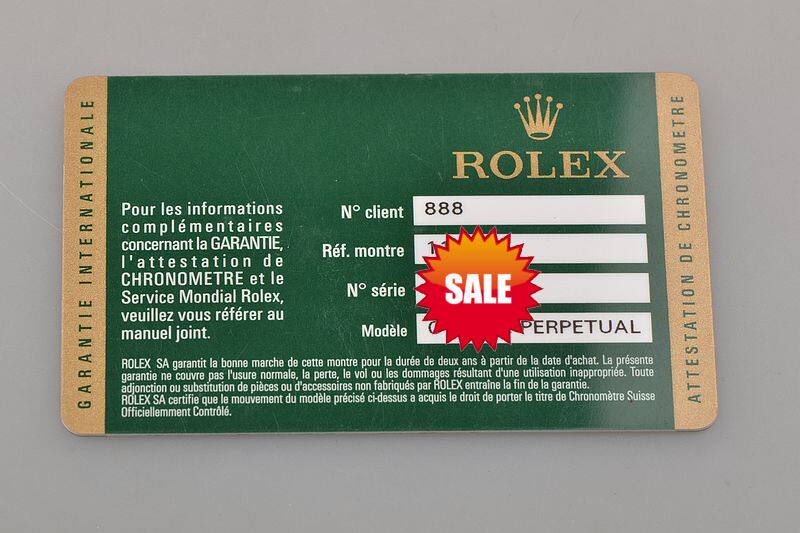 GARANTIE INTERNATIONALE
ROLEX
Pour les informations
complémentaires
concernant la GARANTIE,
l'attestation de
CHRONOMETRE et le
Service Mondial Rolex,
veuillez vous référer au
manuel joint.
N° client 888
Réf. montre
N° série
Modèle PERPETUAL
SALE
ROLEX SA garantit la bonne marche de cette montre pour la durée de deux ans à partir de la date d'achat. La présente
garantie ne couvre pas l'usure normale, la perte, le vol ou les dommages résultant d'une utilisation inappropriée. Toute
adjonction ou substitution de pièces ou d'accessoires non fabriqués par ROLEX entraîne la fin de la garantie.
ROLEX SA certifie que le mouvement du modèle précisé ci-dessus a acquis le droit de porter le titre de Chronomètre Suisse
Officiellement Contrôlé.
ATTESTATION DE CHRONOMETRE